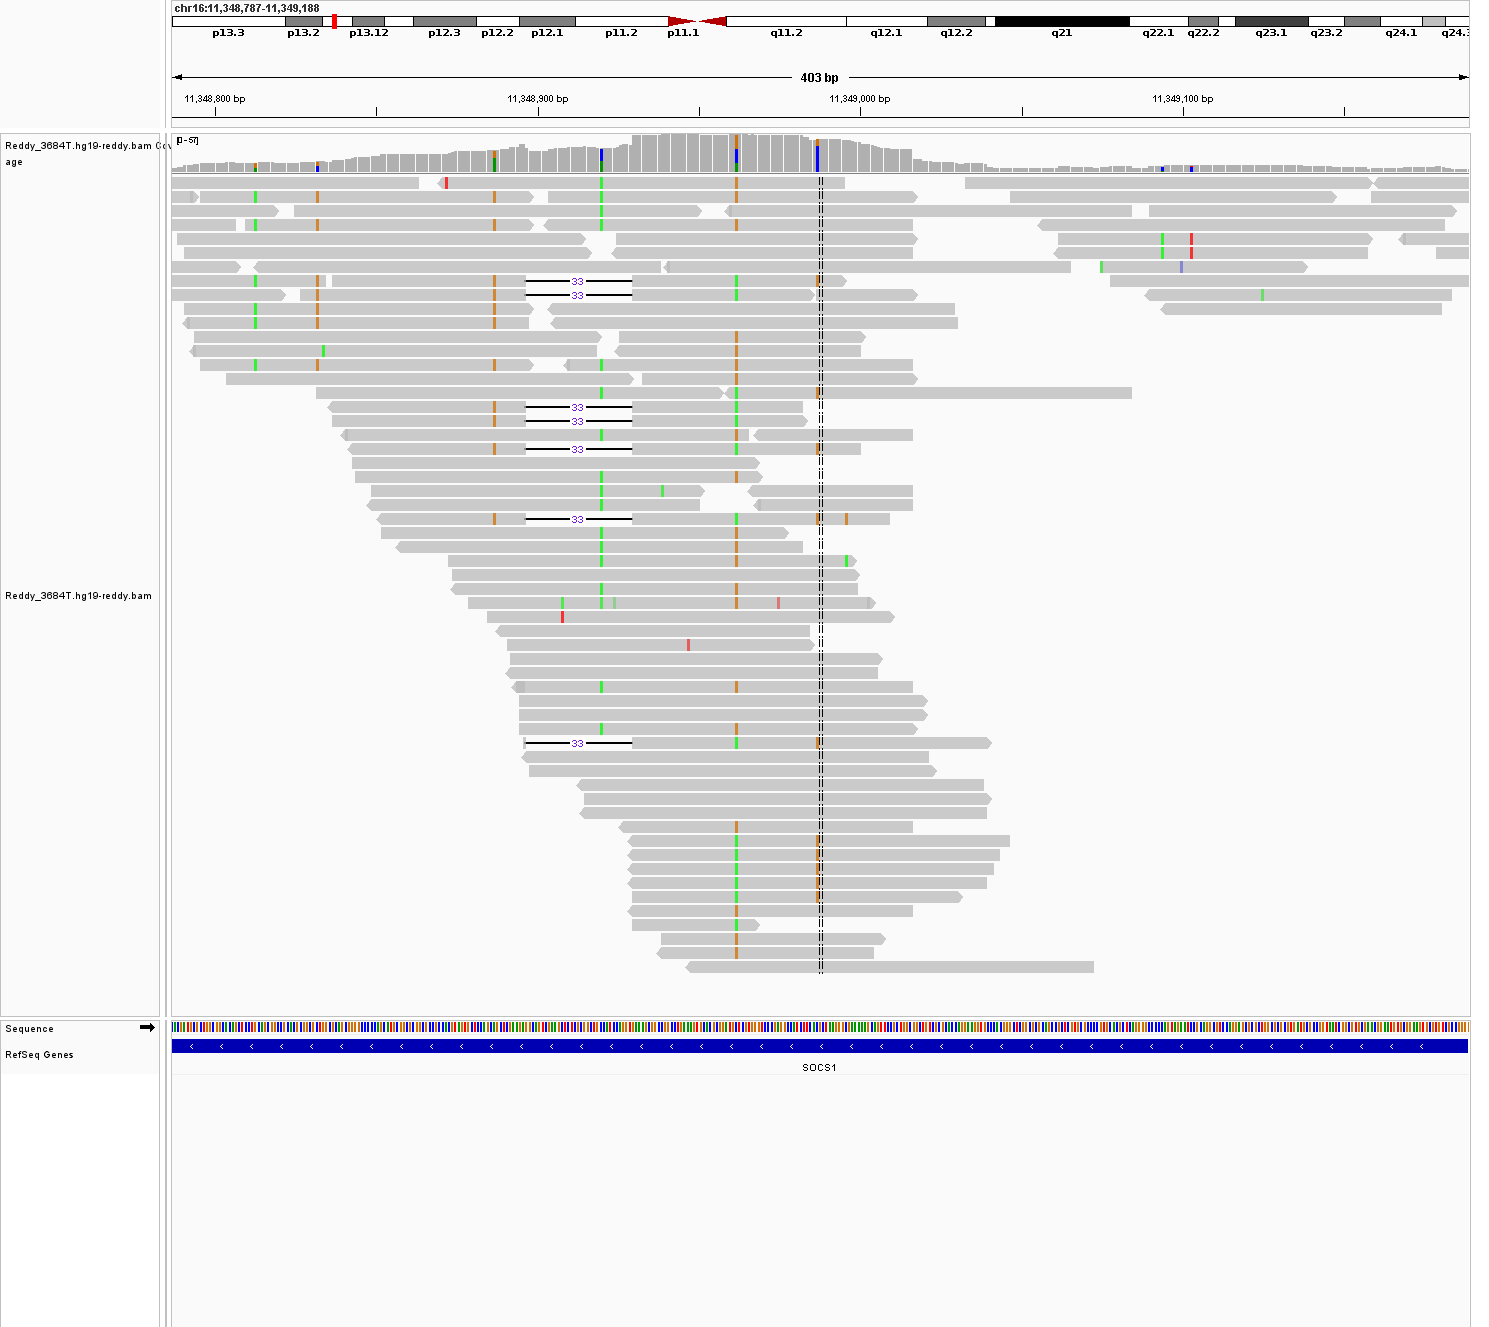 chr16:11,348,787-11,349,188
p13.3 p13.2 p13.12 p12.3 p12.2 p12.1 p11.2 p11.1 q11.2 q12.1 q12.2 q21 q22.1 q22.2 q23.1 q23.2 q24.1 q24.3
403 bp
11,348,800 bp 11,348,900 bp 11,349,000 bp 11,349,100 bp
Reddy_3684T.hg19-reddy.bam Cov
age
[0 - 57]
33
33
33
33
33
33
Reddy_3684T.hg19-reddy.bam
33
Sequence
RefSeq Genes
SOCS1